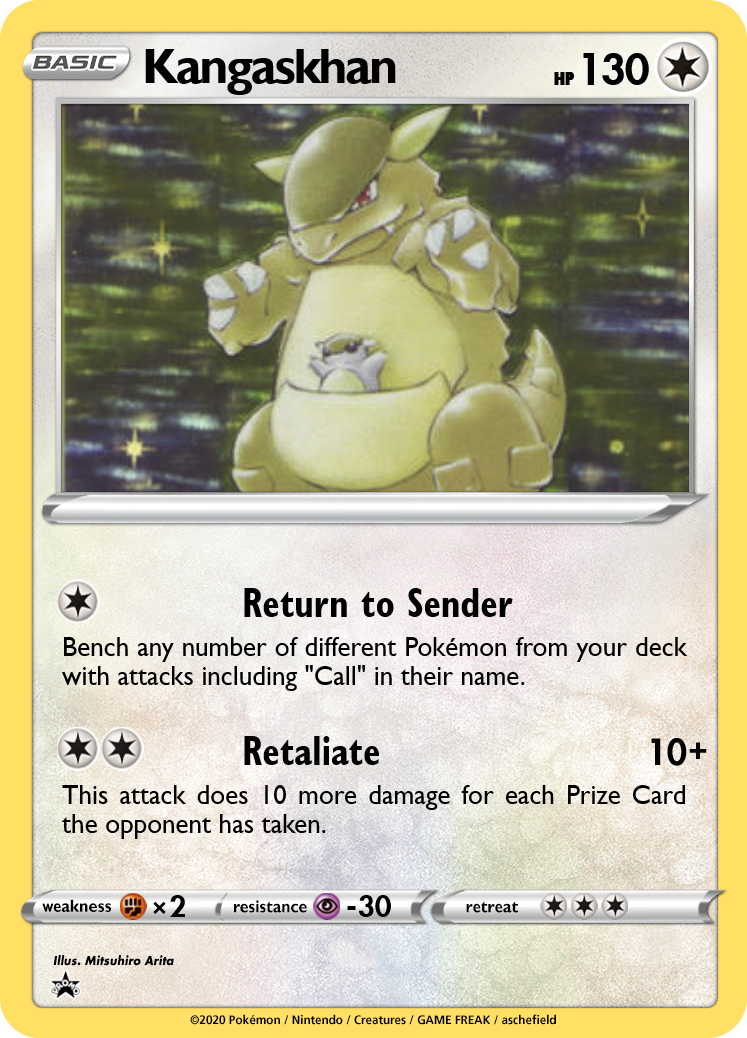 BASIC Kangaskhan HP 130
Return to Sender
Bench any number of different Pokémon from your deck
with attacks including "Call" in their name.
Retaliate 10+
This attack does 10 more damage for each Prize Card
the opponent has taken.
weakness ×2 resistance -30 retreat
Illus. Mitsuhiro Arita
©2020 Pokémon / Nintendo / Creatures / GAME FREAK / aschefield